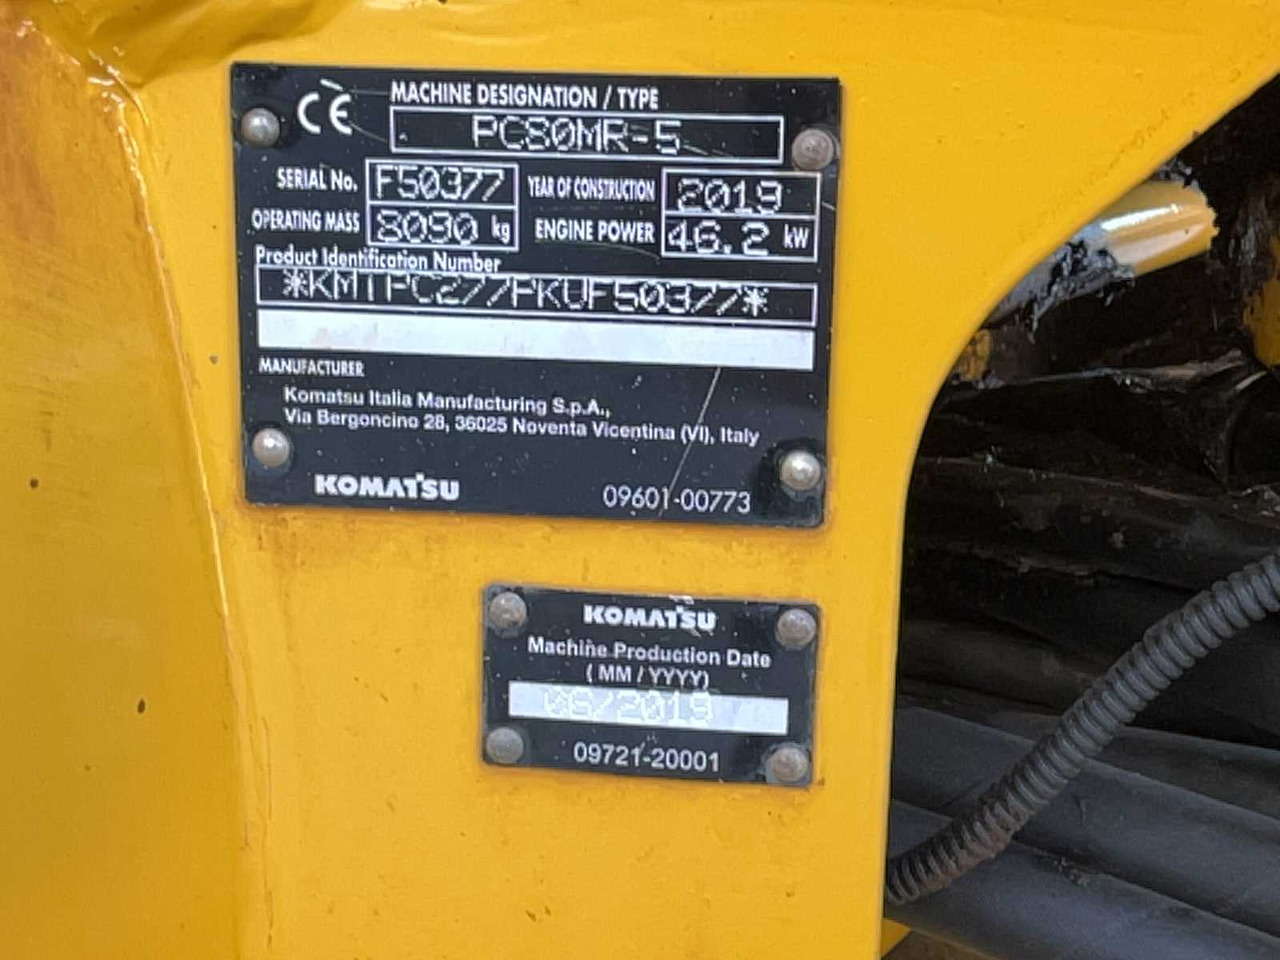 CE
MACHINE DESIGNATION / TYPE
PC80MR-5
SERIAL No. F50377 YEAR OF CONSTRUCTION 2019
OPERATING MASS 8090 kg ENGINE POWER 46.2 kW
Product Identification Number
*KMTPC277PKUF50377*
MANUFACTURER
Komatsu Italia Manufacturing S.p.A.,
Via Bergoncino 28, 36025 Noventa Vicentina (VI), Italy
KOMATSU 09601-00773
KOMATSU
Machine Production Date
( MM / YYYY)
06/2019
09721-20001